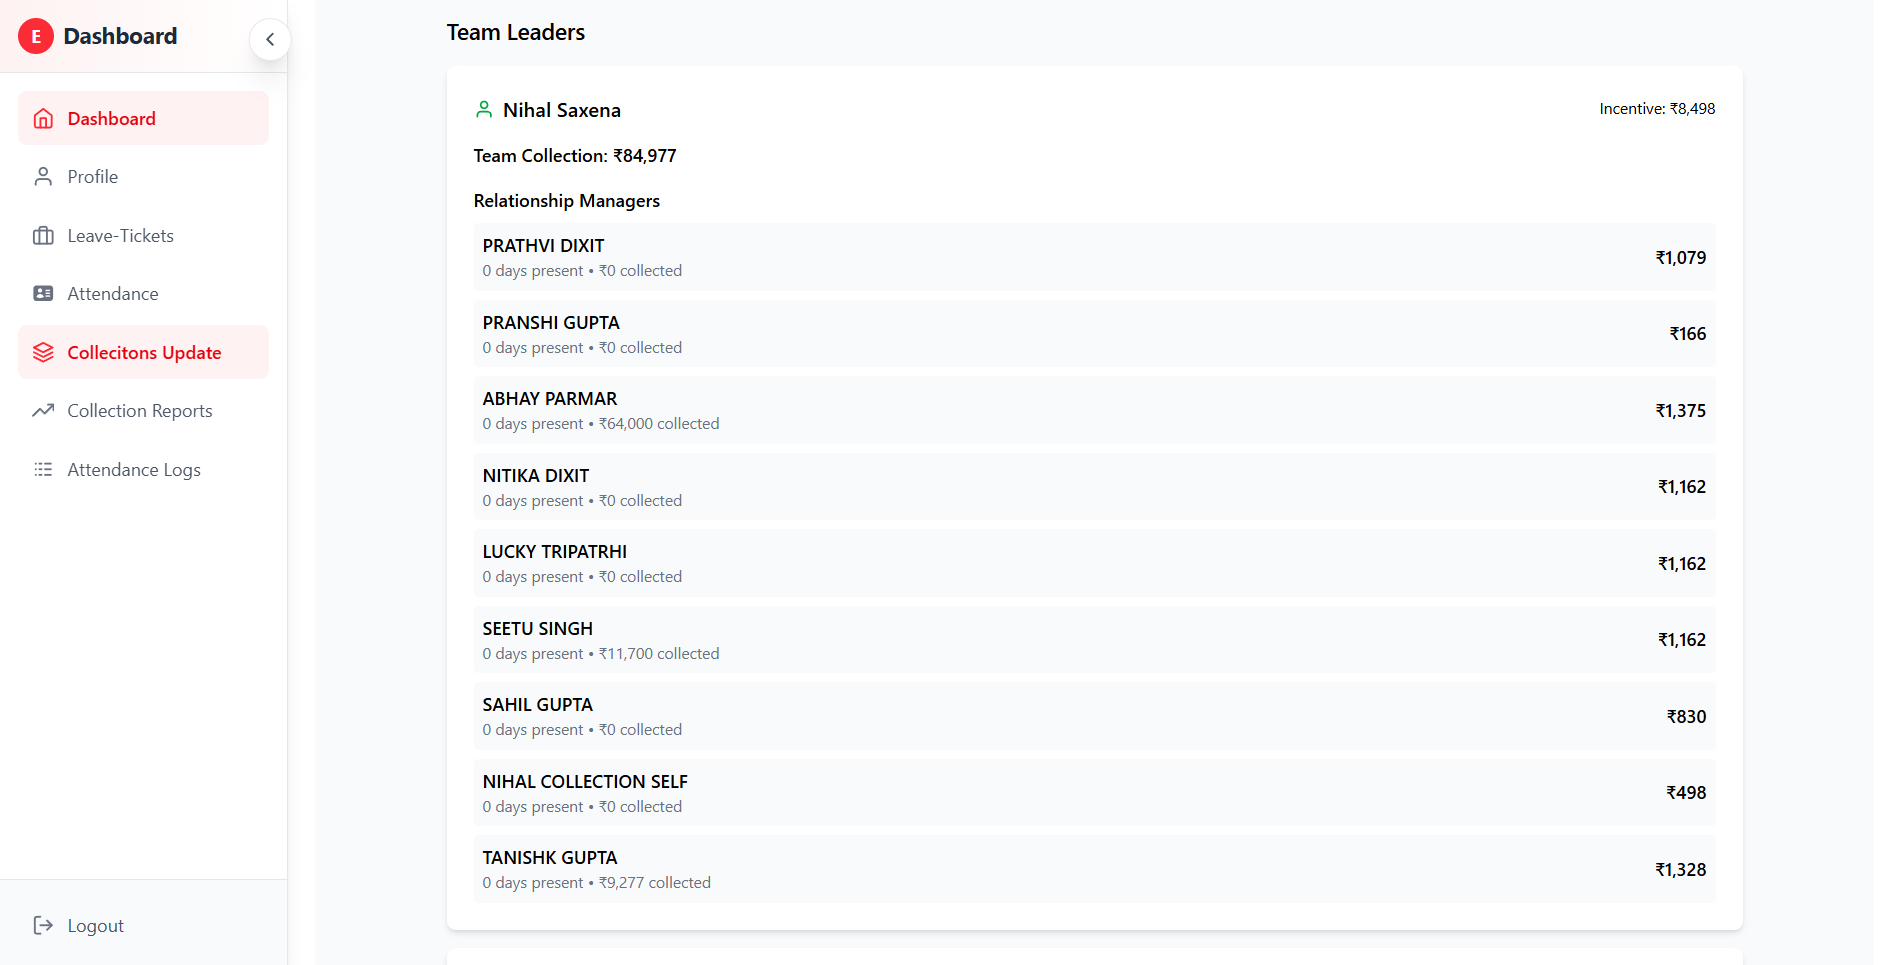 E Dashboard
Dashboard
Profile
Leave-Tickets
Attendance
Collecitons Update
Collection Reports
Attendance Logs
Logout
Team Leaders
Nihal Saxena
Incentive: ₹8,498
Team Collection: ₹84,977
Relationship Managers
PRATHVI DIXIT
0 days present • ₹0 collected
₹1,079
PRANSHI GUPTA
0 days present • ₹0 collected
₹166
ABHAY PARMAR
0 days present • ₹64,000 collected
₹1,375
NITIKA DIXIT
0 days present • ₹0 collected
₹1,162
LUCKY TRIPATRHI
0 days present • ₹0 collected
₹1,162
SEETU SINGH
0 days present • ₹11,700 collected
₹1,162
SAHIL GUPTA
0 days present • ₹0 collected
₹830
NIHAL COLLECTION SELF
0 days present • ₹0 collected
₹498
TANISHK GUPTA
0 days present • ₹9,277 collected
₹1,328